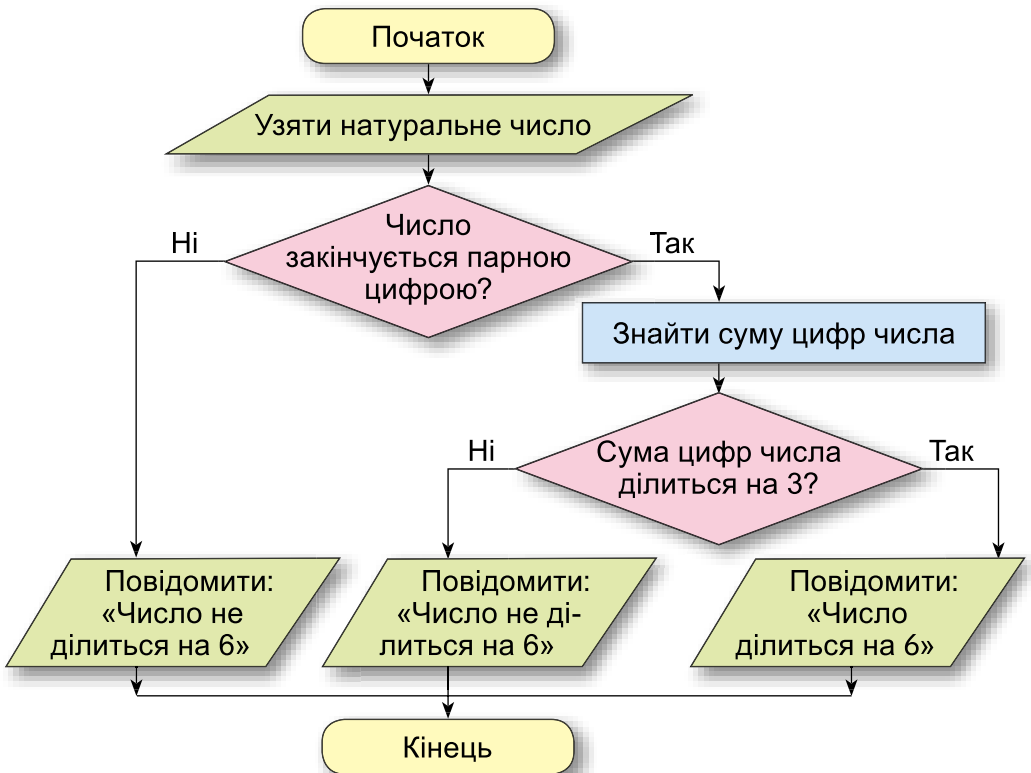 Початок
Узяти натуральне число
Число
закінчується парною
цифрою?
Ні
Так
Знайти суму цифр числа
Сума цифр числа
ділиться на 3?
Ні
Так
Повідомити:
«Число не
ділиться на 6»
Повідомити:
«Число не ді-
литься на 6»
Повідомити:
«Число
ділиться на 6»
Кінець